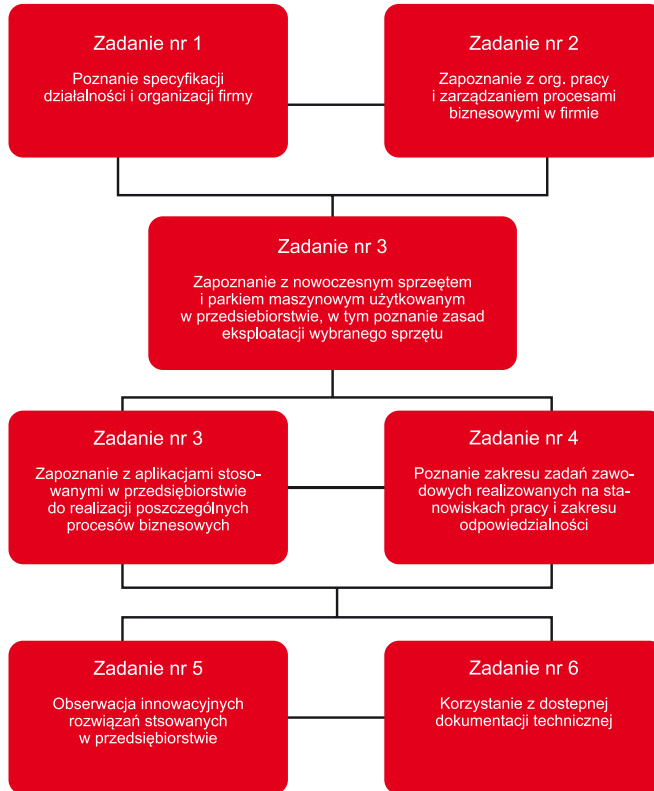 Zadanie nr 1
Poznanie specyfikacji
działalności i organizacji firmy
Zadanie nr 2
Zapoznanie z org. pracy
i zarządzaniem procesami
biznesowymi w firmie
Zadanie nr 3
Zapoznanie z nowoczesnym sprzeętem
i parkiem maszynowym użytkowanym
w przedsiebiorstwie, w tym poznanie zasad
eksploatacji wybranego sprzętu
Zadanie nr 3
Zapoznanie z aplikacjami stoso-
wanymi w przedsiębiorstwie
do realizacji poszczególnych
procesów biznesowych
Zadanie nr 4
Poznanie zakresu zadań zawo-
dowych realizowanych na sta-
nowiskach pracy i zakresu
odpowiedzialności
Zadanie nr 5
Obserwacja innowacyjnych
rozwiązań stsowanych
w przedsiębiorstwie
Zadanie nr 6
Korzystanie z dostepnej
dokumentacji technicznej